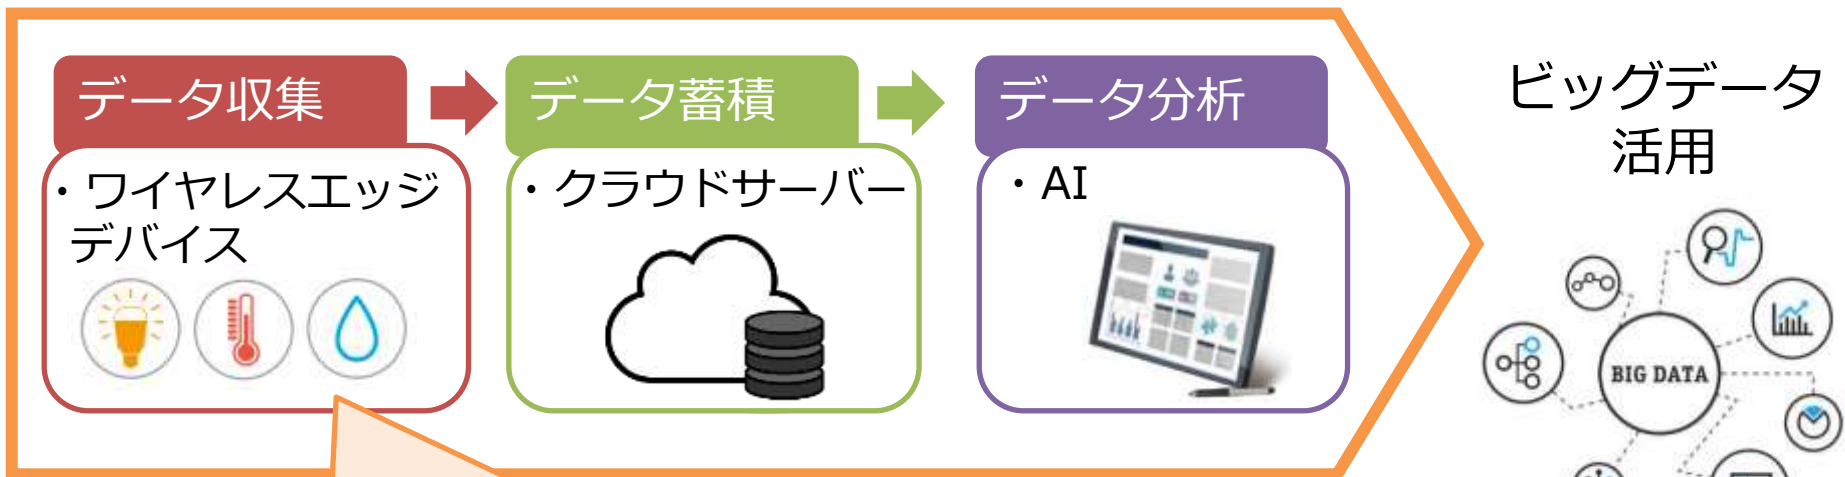 データ収集
データ蓄積
データ分析
・ワイヤレスエッジ
デバイス
・クラウドサーバー
・AI
ビッグデータ
活用
BIG DATA